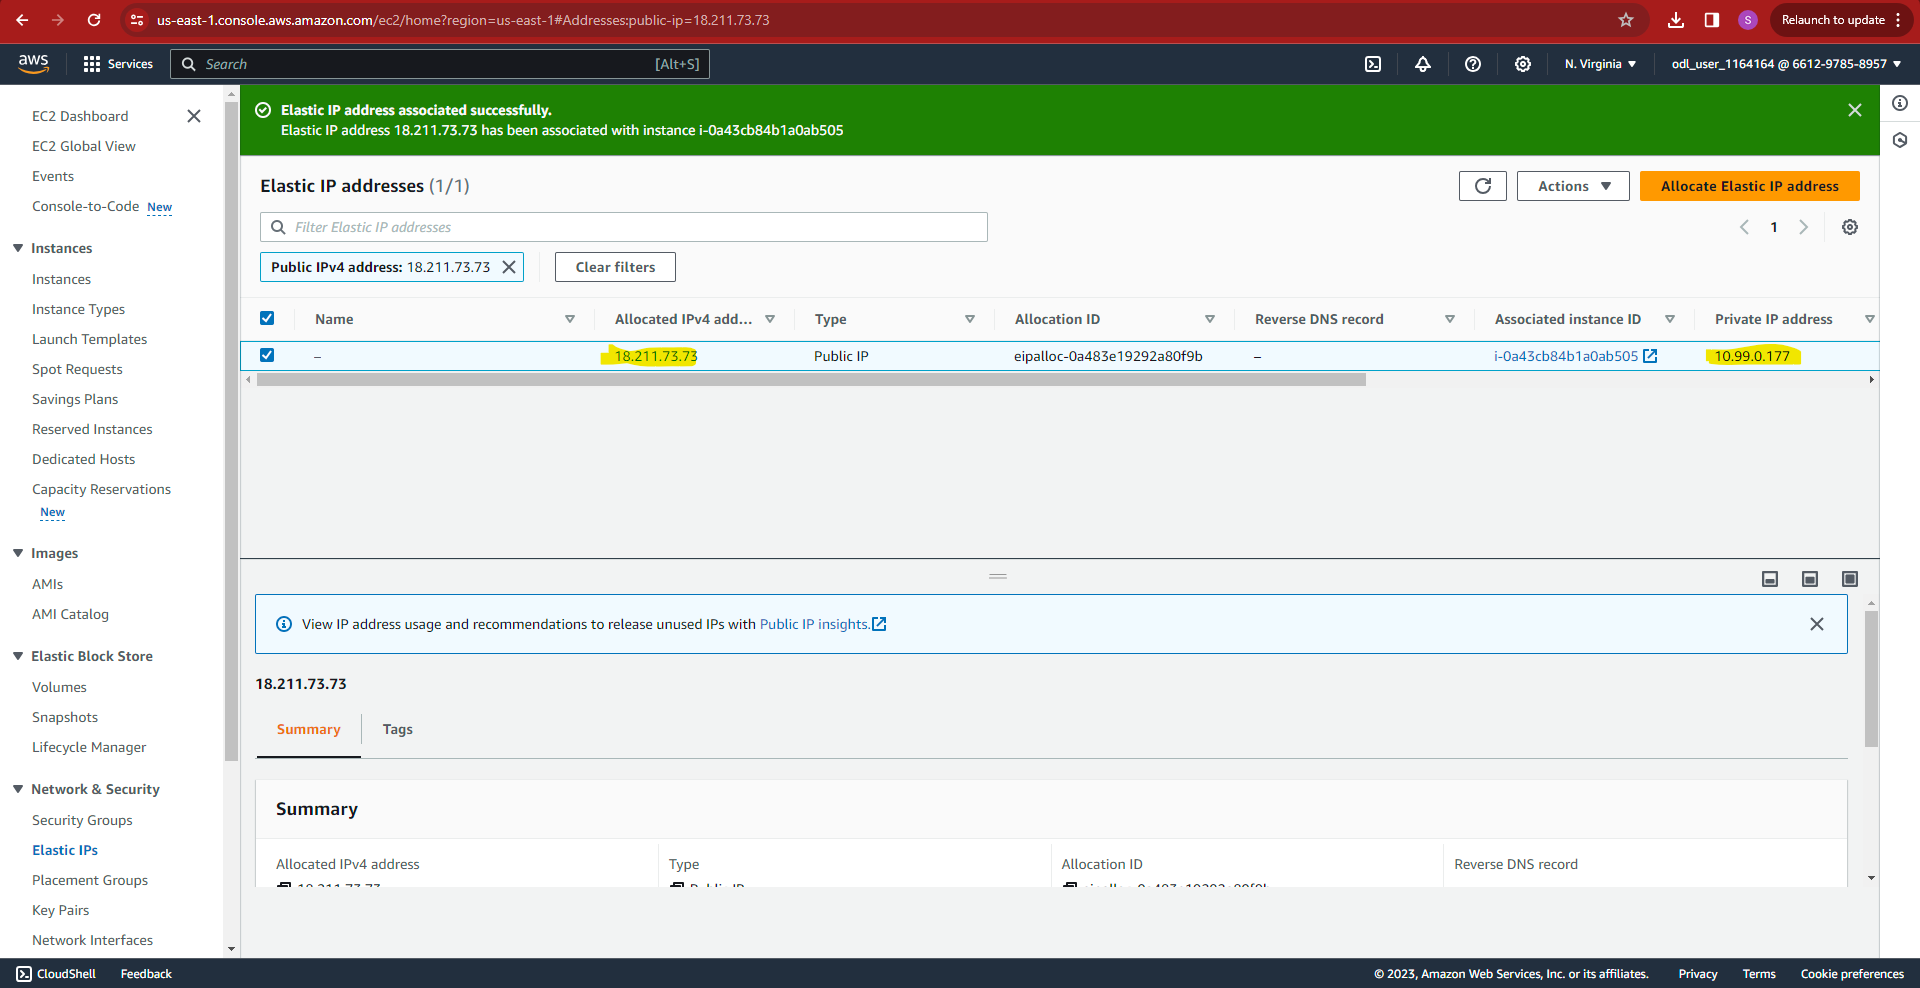 us-east-1.console.aws.amazon.com/ec2/home?region=us-east-1#Addresses:public-ip=18.211.73.73
S
Relaunch to update
aws
Services
Search
[Alt+S]
N. Virginia
odl_user_1164164 @ 6612-9785-8957
EC2 Dashboard
EC2 Global View
Events
Console-to-Code New
Instances
Instances
Instance Types
Launch Templates
Spot Requests
Savings Plans
Reserved Instances
Dedicated Hosts
Capacity Reservations
New
Images
AMIs
AMI Catalog
Elastic Block Store
Volumes
Snapshots
Lifecycle Manager
Network & Security
Security Groups
Elastic IPs
Placement Groups
Key Pairs
Network Interfaces
Elastic IP address associated successfully.
Elastic IP address 18.211.73.73 has been associated with instance i-0a43cb84b1a0ab505
Elastic IP addresses (1/1)
Actions
Allocate Elastic IP address
Filter Elastic IP addresses
1
Public IPv4 address: 18.211.73.73
Clear filters
Name Allocated IPv4 add... Type Allocation ID Reverse DNS record Associated instance ID Private IP address
– 18.211.73.73 Public IP eipalloc-0a483e19292a80f9b – i-0a43cb84b1a0ab505 10.99.0.177
View IP address usage and recommendations to release unused IPs with Public IP insights.
18.211.73.73
Summary Tags
Summary
Allocated IPv4 address Type Allocation ID Reverse DNS record
18.211.73.73 Public IP eipalloc-0a483e19292a80f9b
CloudShell Feedback
© 2023, Amazon Web Services, Inc. or its affiliates. Privacy Terms Cookie preferences